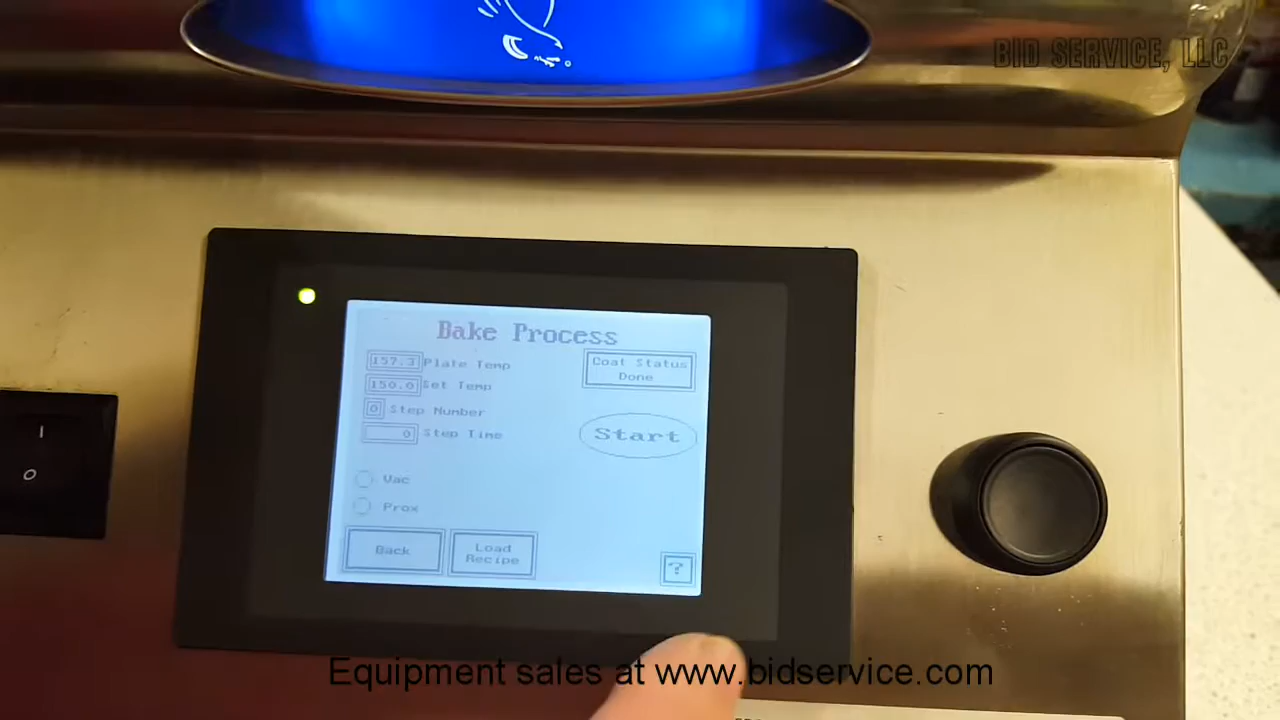 BID SERVICE, LLC
Bake Process
157.3 Plate Temp
Coat Status
Done
150.0 Set Temp
0 Step Number
0 Step Time
Start
Vac
Prox
Back
Load
Recipe
?
I
O
Equipment sales at www.bidservice.com